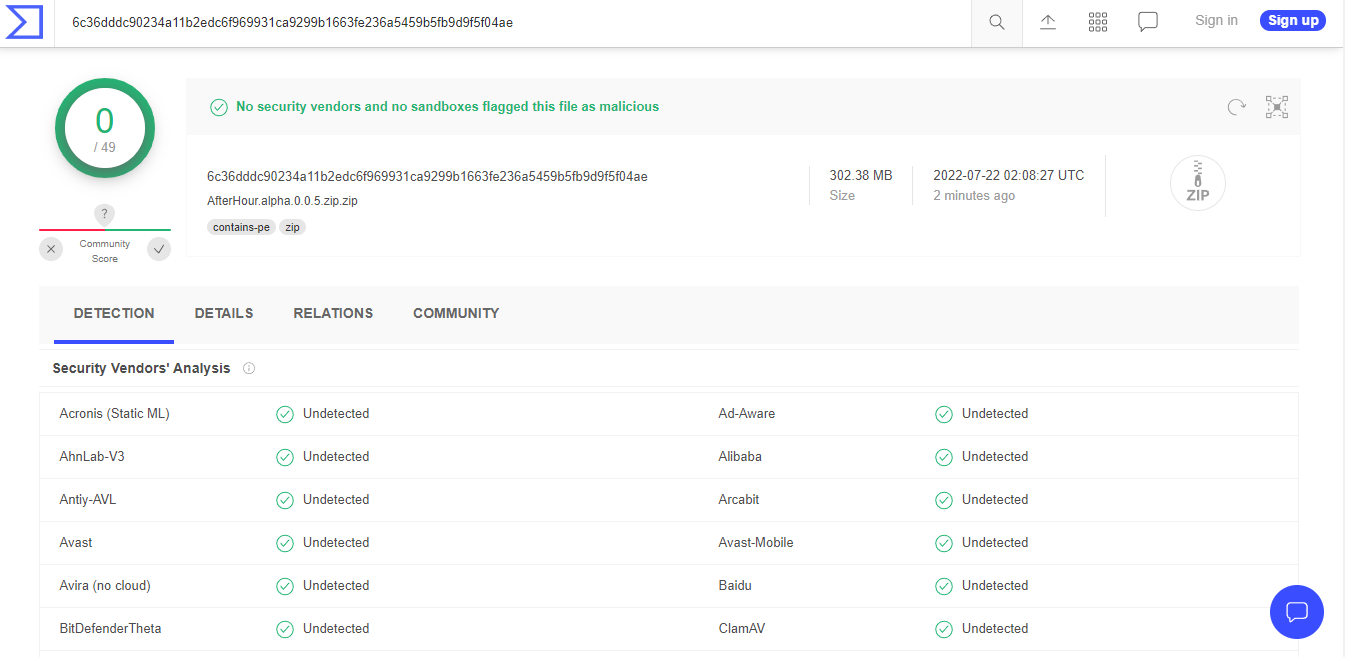 6c36dddc90234a11b2edc6f969931ca9299b1663fe236a5459b5fb9d9f5f04ae
Sign in
Sign up
0
/ 49
?
Community
Score
No security vendors and no sandboxes flagged this file as malicious
6c36dddc90234a11b2edc6f969931ca9299b1663fe236a5459b5fb9d9f5f04ae
AfterHour.alpha.0.0.5.zip.zip
contains-pe zip
302.38 MB
Size
2022-07-22 02:08:27 UTC
2 minutes ago
ZIP
DETECTION DETAILS RELATIONS COMMUNITY
Security Vendors' Analysis
Acronis (Static ML) Undetected Ad-Aware Undetected
AhnLab-V3 Undetected Alibaba Undetected
Antiy-AVL Undetected Arcabit Undetected
Avast Undetected Avast-Mobile Undetected
Avira (no cloud) Undetected Baidu Undetected
BitDefenderTheta Undetected ClamAV Undetected